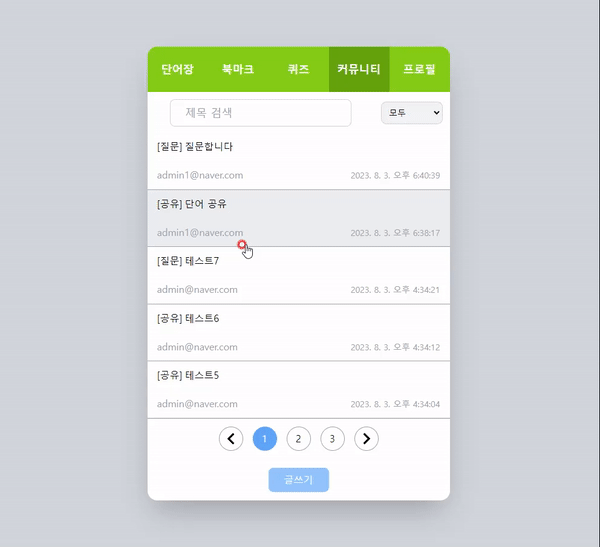 단어장 북마크 퀴즈 커뮤니티 프로필
제목 검색 모두
[질문] 질문합니다
admin1@naver.com 2023. 8. 3. 오후 6:40:39
[공유] 단어 공유
admin1@naver.com 2023. 8. 3. 오후 6:38:17
[질문] 테스트7
admin@naver.com 2023. 8. 3. 오후 4:34:21
[공유] 테스트6
admin@naver.com 2023. 8. 3. 오후 4:34:12
[공유] 테스트5
admin@naver.com 2023. 8. 3. 오후 4:34:04
1 2 3
글쓰기